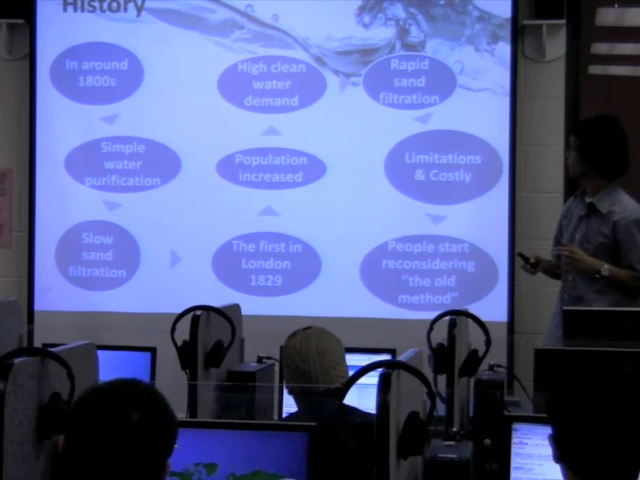 History
In around
1800s
Simple
water
purification
Slow
sand
filtration
The first in
London
1829
Population
increased
High clean
water
demand
Rapid
sand
filtration
Limitations
& Costly
People start
reconsidering
"the old
method"